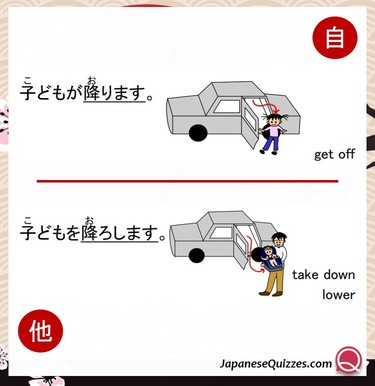 自
子どもが降ります。
こ
お
get off
子どもを降ろします。
こ
お
take down
lower
他
JapaneseQuizzes.com